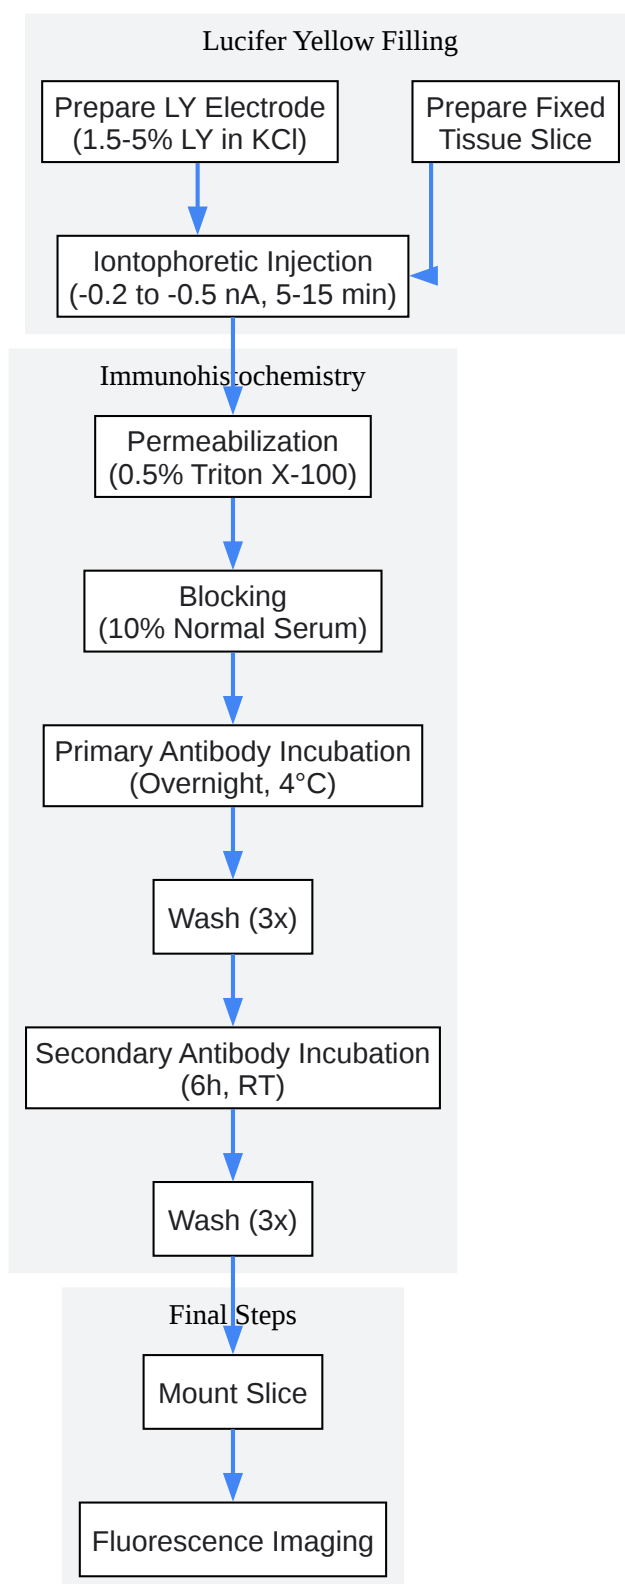 Lucifer Yellow Filling
Prepare LY Electrode
(1.5-5% LY in KCl)
Prepare Fixed
Tissue Slice
Iontophoretic Injection
(-0.2 to -0.5 nA, 5-15 min)
Immunohistochemistry
Permeabilization
(0.5% Triton X-100)
Blocking
(10% Normal Serum)
Primary Antibody Incubation
(Overnight, 4°C)
Wash (3x)
Secondary Antibody Incubation
(6h, RT)
Wash (3x)
Final Steps
Mount Slice
Fluorescence Imaging